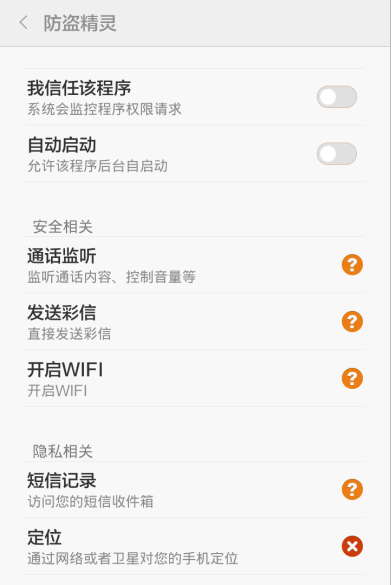 防盗精灵
我信任该程序
系统会监控程序权限请求
自动启动
允许该程序后台自启动
安全相关
通话监听
监听通话内容、控制音量等
发送彩信
直接发送彩信
开启WIFI
开启WIFI
隐私相关
短信记录
访问您的短信收件箱
定位
通过网络或者卫星对您的手机定位